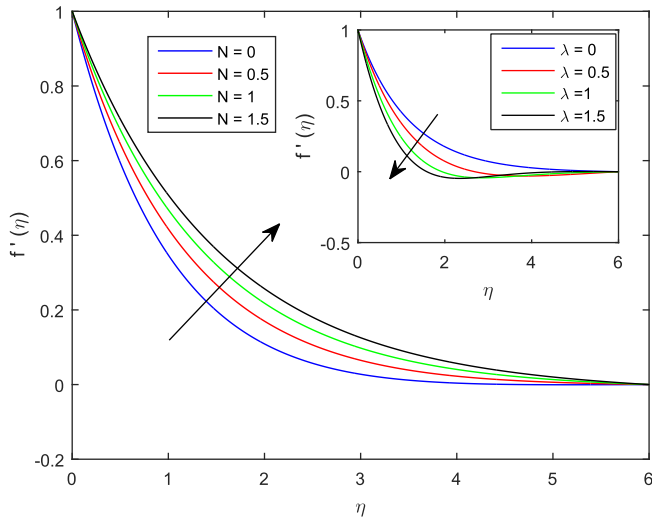 1
0.8
0.6
0.4
0.2
0
-0.2
f ' (η)
0 1 2 3 4 5 6
η
N = 0
N = 0.5
N = 1
N = 1.5
1
0.5
0
-0.5
f ' (η)
0 2 4 6
η
λ = 0
λ = 0.5
λ =1
λ =1.5